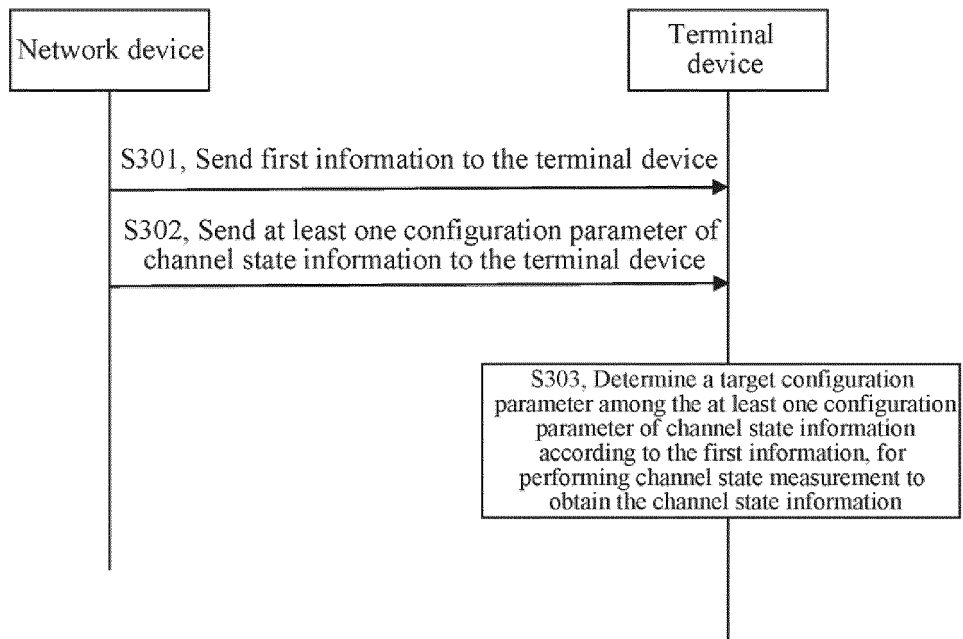 Network device
Terminal
device
S301, Send first information to the terminal device
S302, Send at least one configuration parameter of
channel state information to the terminal device
S303, Determine a target configuration
parameter among the at least one configuration
parameter of channel state information
according to the first information, for
performing channel state measurement to
obtain the channel state information